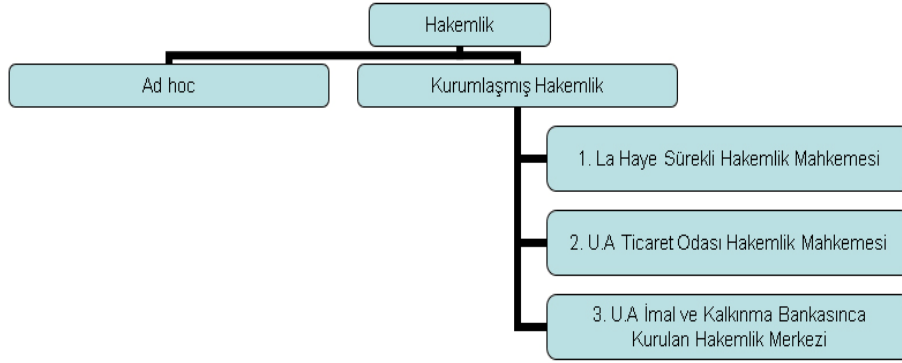 Hakemlik
Ad hoc
Kurumlaşmış Hakemlik
1. La Haye Sürekli Hakemlik Mahkemesi
2. U.A Ticaret Odası Hakemlik Mahkemesi
3. U.A İmal ve Kalkınma Bankasınca
Kurulan Hakemlik Merkezi